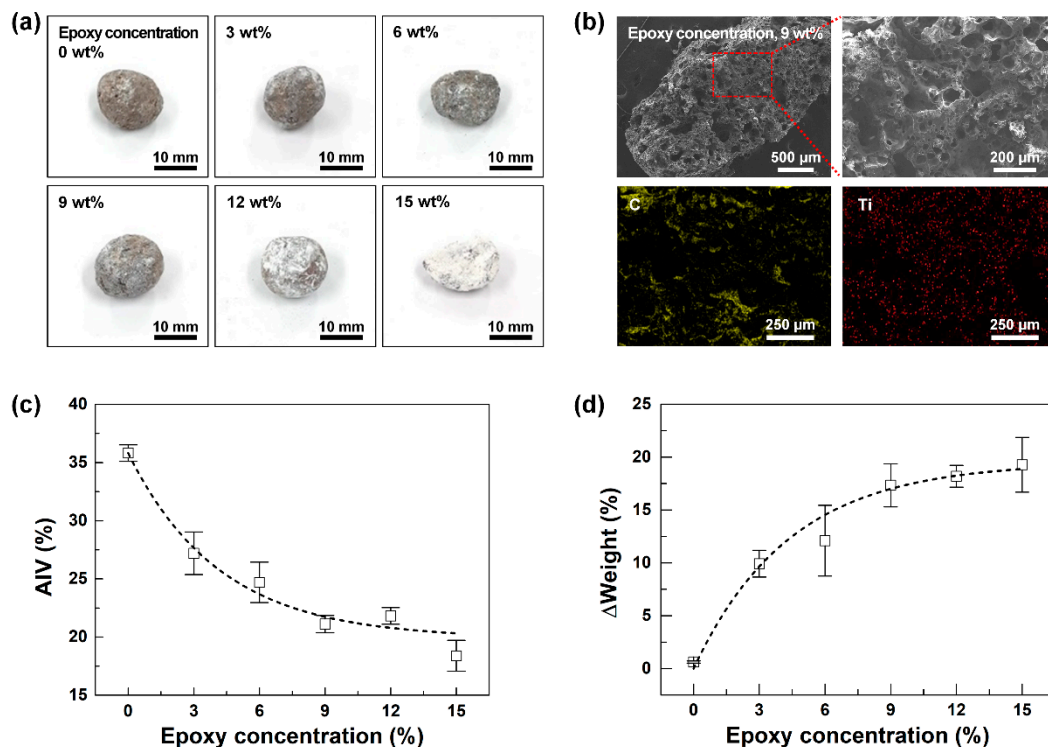 (a)
Epoxy concentration
0 wt%
10 mm
3 wt%
10 mm
6 wt%
10 mm
9 wt%
10 mm
12 wt%
10 mm
15 wt%
10 mm
(b)
Epoxy concentration, 9 wt%
500 µm
200 µm
C
250 µm
Ti
250 µm
(c)
40
35
30
25
20
15
AIV (%)
0 3 6 9 12 15
Epoxy concentration (%)
(d)
25
20
15
10
5
0
ΔWeight (%)
0 3 6 9 12 15
Epoxy concentration (%)